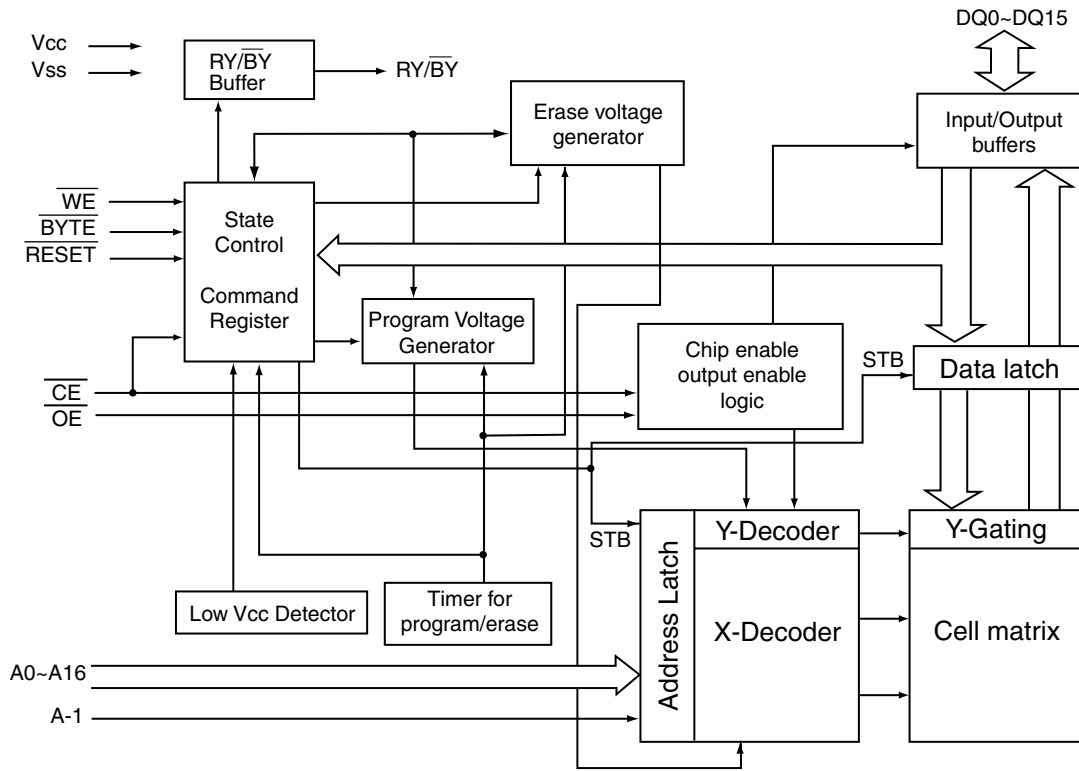 DQ0~DQ15
Vcc
Vss
RY/BY
Buffer
RY/BY
Erase voltage
generator
Input/Output
buffers
WE
BYTE
RESET
State
Control
Command
Register
Program Voltage
Generator
Chip enable
output enable
logic
STB
Data latch
CE
OE
STB
Address Latch
Y-Decoder
Y-Gating
Low Vcc Detector
Timer for
program/erase
X-Decoder
Cell matrix
A0~A16
A-1